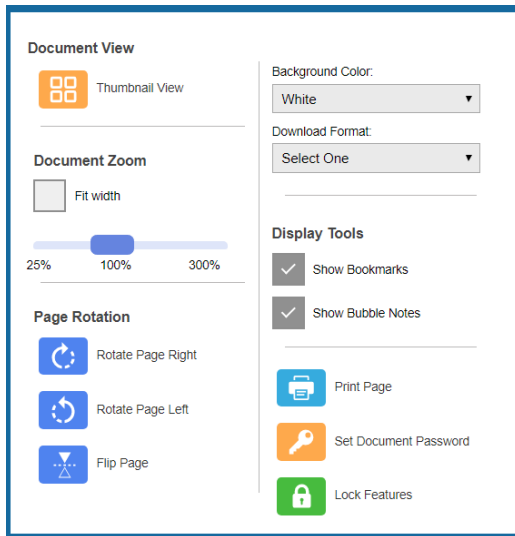 Document View
Thumbnail View
Document Zoom
Fit width
25% 100% 300%
Page Rotation
Rotate Page Right
Rotate Page Left
Flip Page
Background Color:
White
Download Format:
Select One
Display Tools
Show Bookmarks
Show Bubble Notes
Print Page
Set Document Password
Lock Features